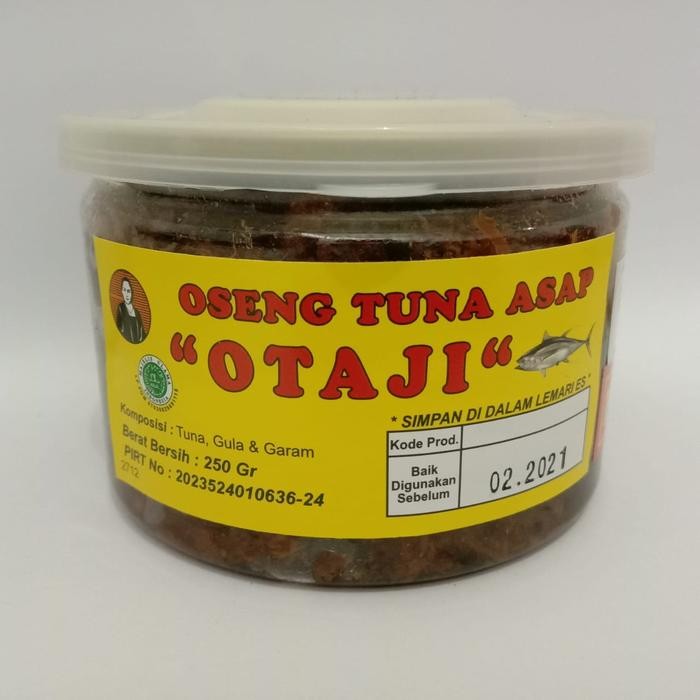 OSENG TUNA ASAP
"OTAJI"
* SIMPAN DI DALAM LEMARI ES *
Komposisi : Tuna, Gula & Garam
Berat Bersih : 250 Gr
PIRT No : 2023524010636-24
2712
Kode Prod.
Baik
Digunakan
Sebelum
02.2021